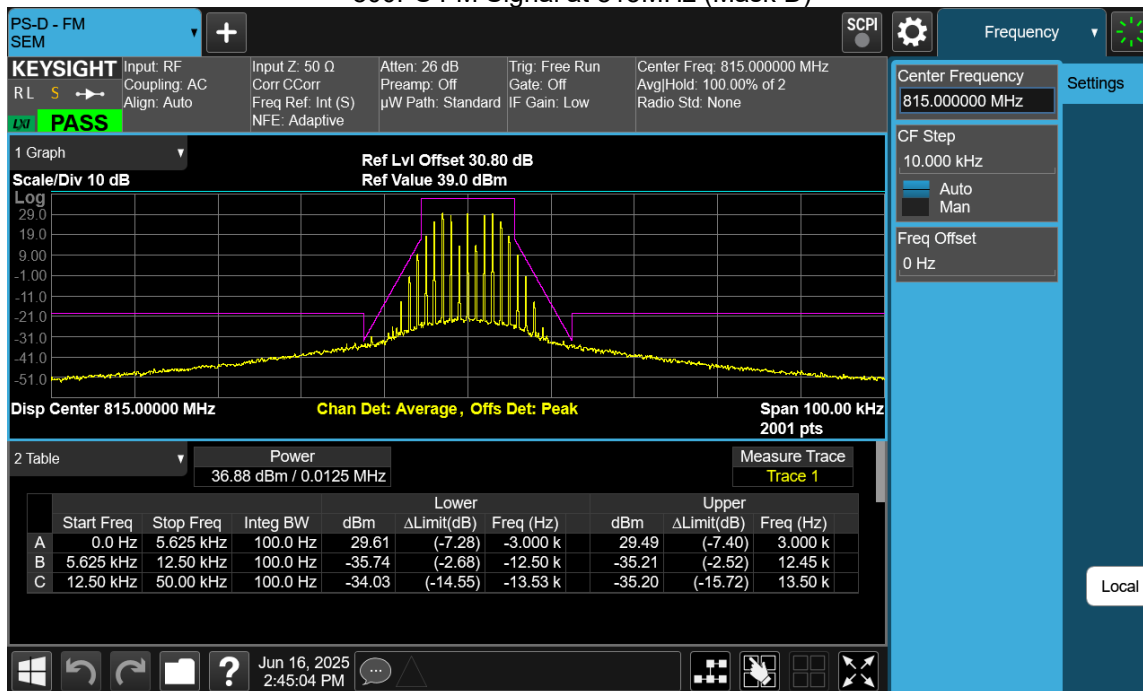 PS-D - FM
SEM
SCPI
Frequency
KEYSIGHT Input: RF Input Z: 50 Ω Atten: 26 dB Trig: Free Run Center Freq: 815.000000 MHz
RL S Coupling: AC Corr CCorr Preamp: Off Gate: Off Avg|Hold: 100.00% of 2
Align: Auto Freq Ref: Int (S) µW Path: Standard IF Gain: Low Radio Std: None
NFE: Adaptive
LXI PASS
Center Frequency
815.000000 MHz
Settings
CF Step
10.000 kHz
Auto
Man
Freq Offset
0 Hz
1 Graph
Ref Lvl Offset 30.80 dB
Scale/Div 10 dB Ref Value 39.0 dBm
Log
29.0
19.0
9.00
-1.00
-11.0
-21.0
-31.0
-41.0
-51.0
Disp Center 815.00000 MHz Chan Det: Average, Offs Det: Peak Span 100.00 kHz
2001 pts
2 Table Power Measure Trace
36.88 dBm / 0.0125 MHz Trace 1
Lower Upper
Start Freq Stop Freq Integ BW dBm ΔLimit(dB) Freq (Hz) dBm ΔLimit(dB) Freq (Hz)
A 0.0 Hz 5.625 kHz 100.0 Hz 29.61 (-7.28) -3.000 k 29.49 (-7.40) 3.000 k
B 5.625 kHz 12.50 kHz 100.0 Hz -35.74 (-2.68) -12.50 k -35.21 (-2.52) 12.45 k
C 12.50 kHz 50.00 kHz 100.0 Hz -34.03 (-14.55) -13.53 k -35.20 (-15.72) 13.50 k
Local
Jun 16, 2025
2:45:04 PM